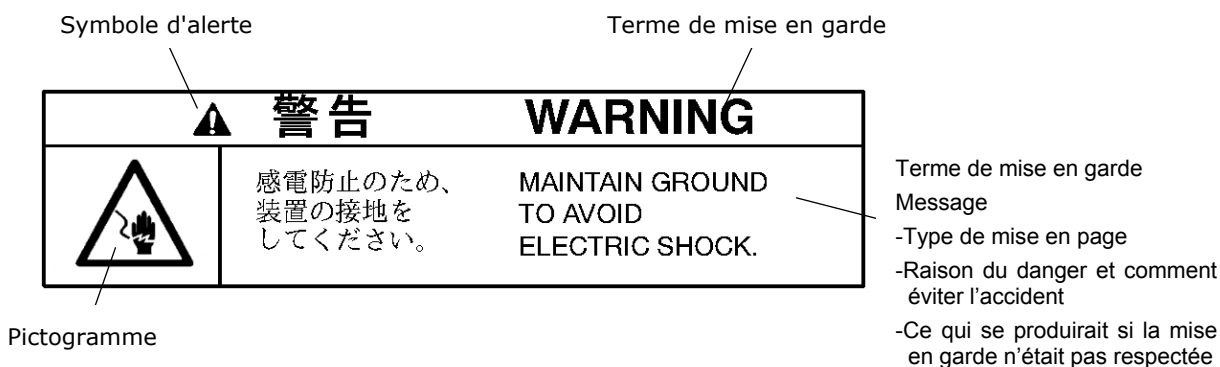 Symbole d'alerte
Terme de mise en garde
警告
WARNING
感電防止のため、
装置の接地を
してください。
MAINTAIN GROUND
TO AVOID
ELECTRIC SHOCK.
Terme de mise en garde
Message
-Type de mise en page
-Raison du danger et comment
éviter l’accident
-Ce qui se produirait si la mise
en garde n’était pas respectée
Pictogramme